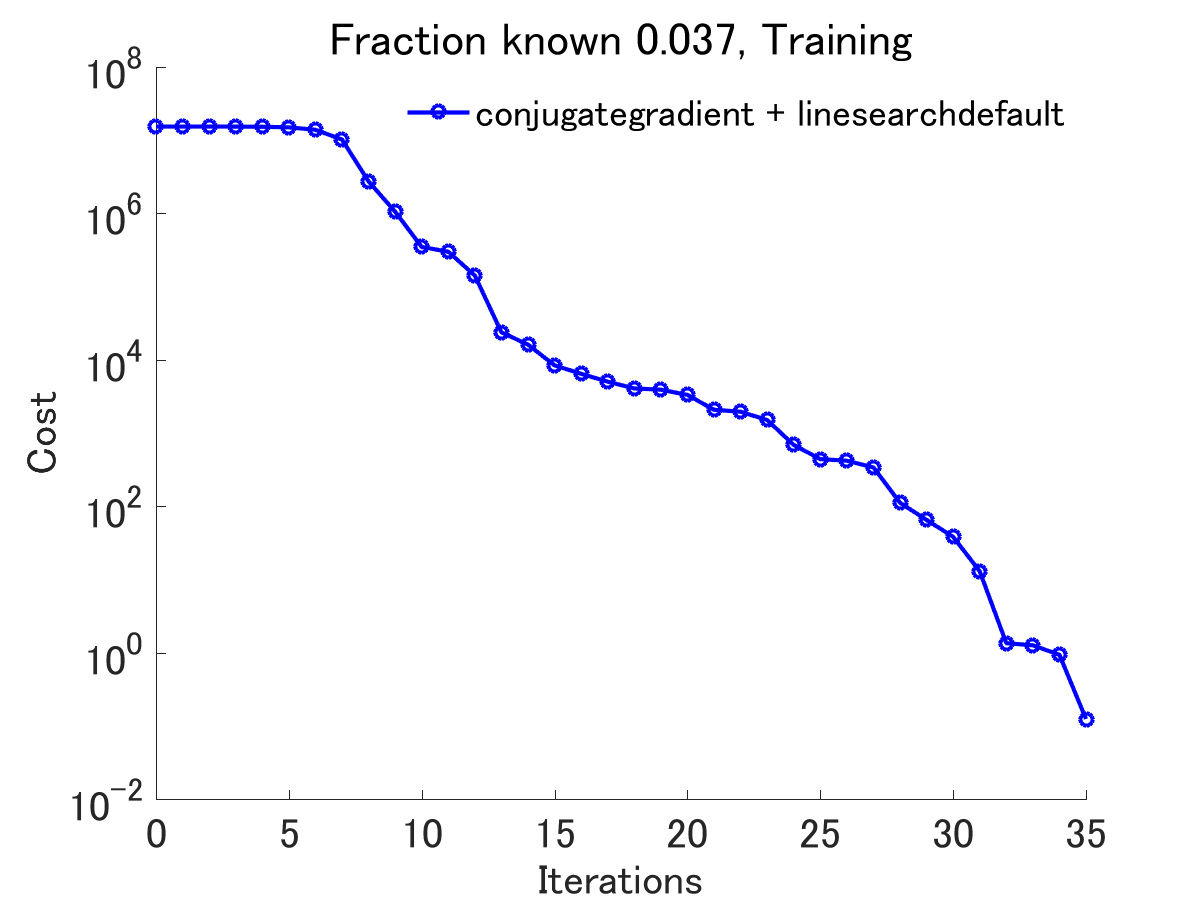 Fraction known 0.037, Training
conjugategradient + linesearchdefault
10^8
10^6
10^4
10^2
10^0
10^-2
Cost
0 5 10 15 20 25 30 35
Iterations